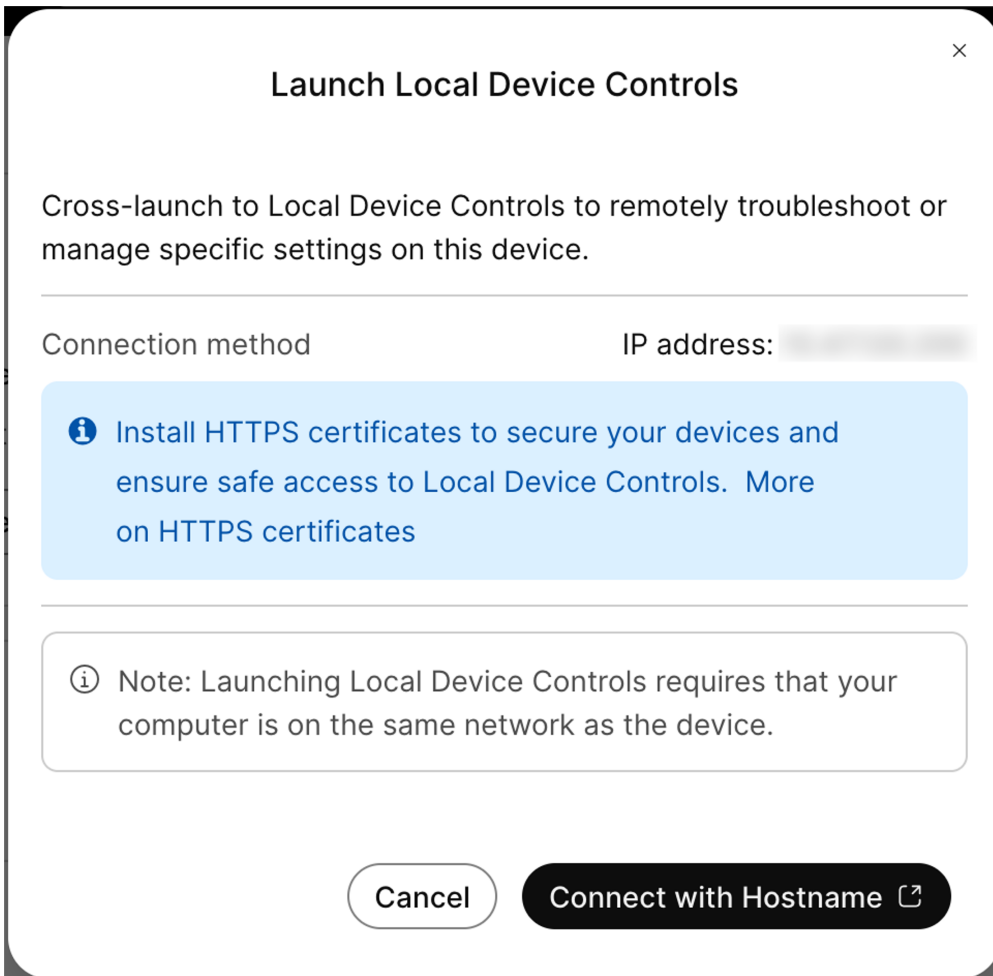 Launch Local Device Controls
Cross-launch to Local Device Controls to remotely troubleshoot or
manage specific settings on this device.
Connection method
IP address:
Install HTTPS certificates to secure your devices and
ensure safe access to Local Device Controls. More
on HTTPS certificates
Note: Launching Local Device Controls requires that your
computer is on the same network as the device.
Cancel
Connect with Hostname